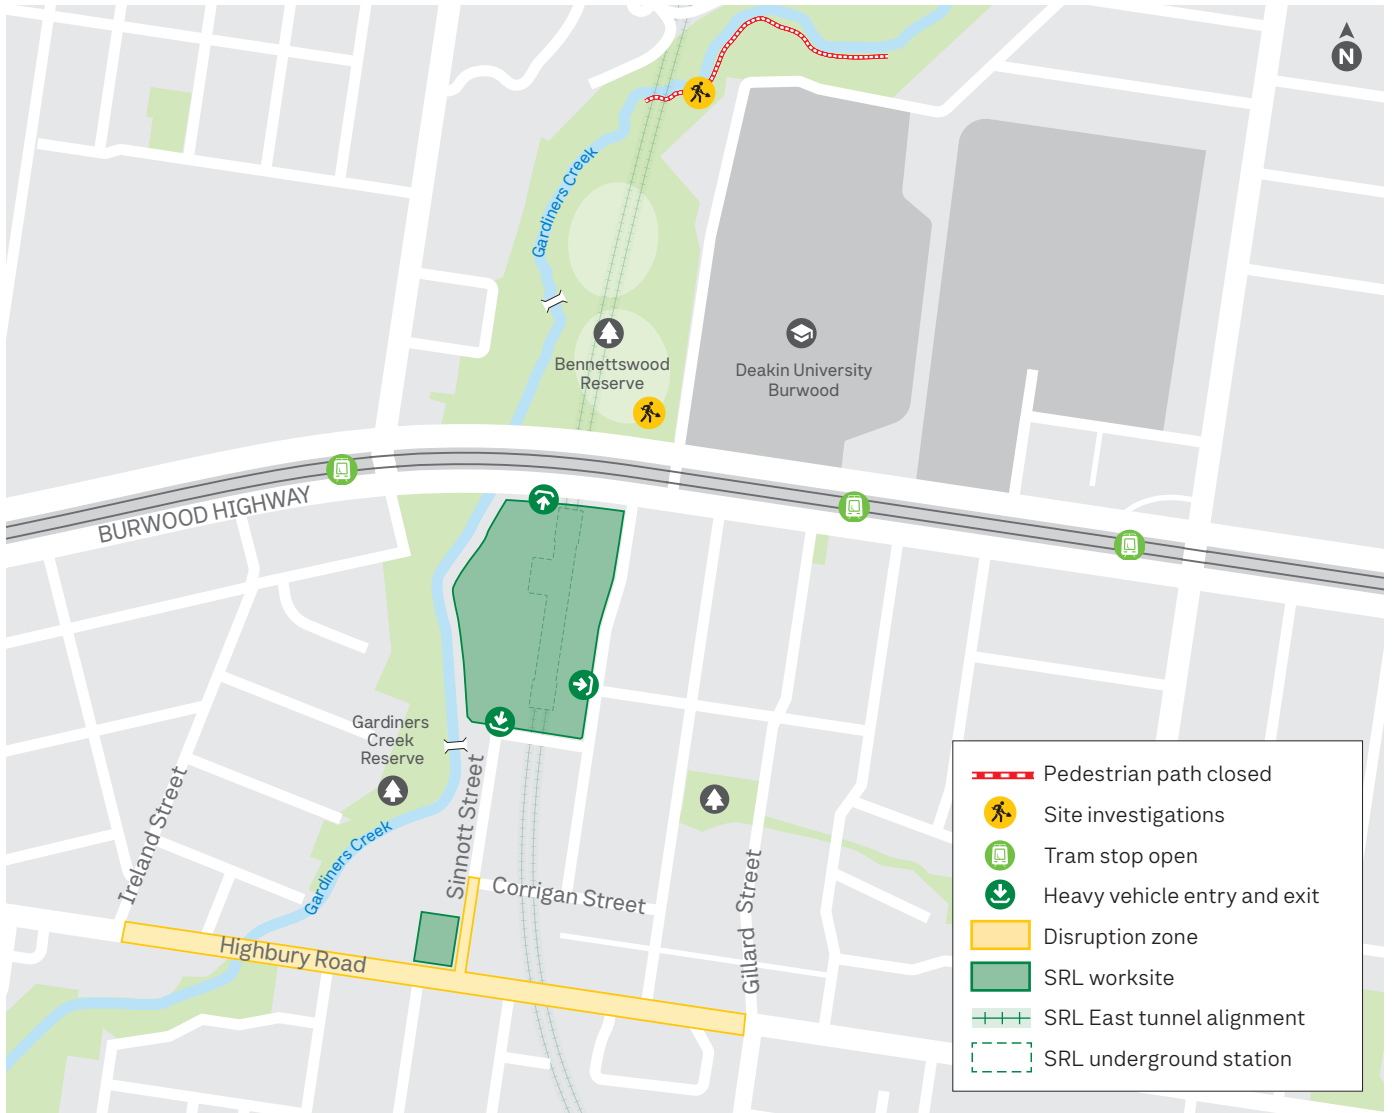 N
Gardiners Creek
Bennettswood
Reserve
Deakin University
Burwood
BURWOOD HIGHWAY
Gardiners
Creek
Reserve
Ireland Street
Gardiners Creek
Sinnott Street
Corrigan Street
Gillard Street
Highbury Road
Pedestrian path closed
Site investigations
Tram stop open
Heavy vehicle entry and exit
Disruption zone
SRL worksite
SRL East tunnel alignment
SRL underground station